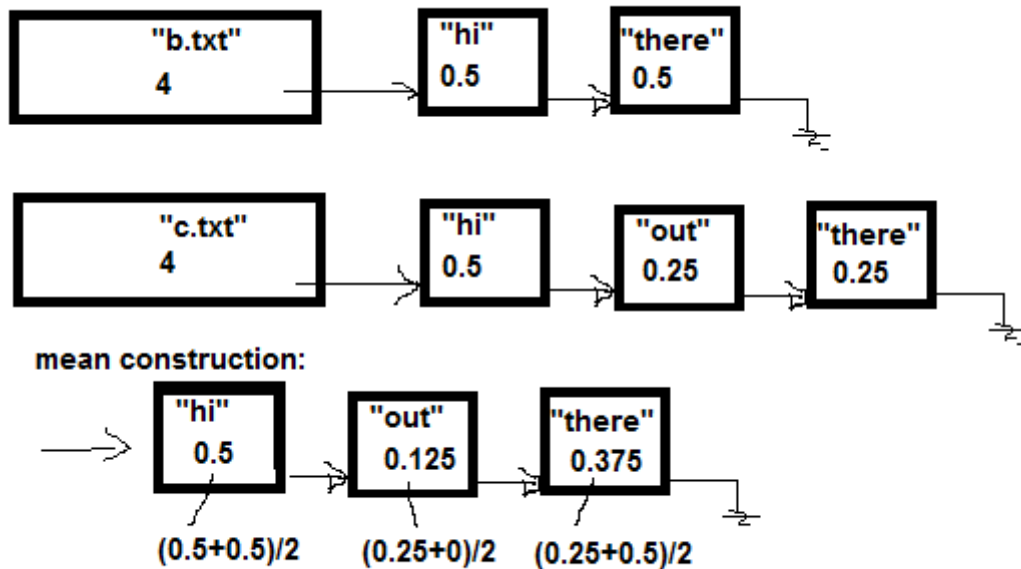 "b.txt"
4
"hi"
0.5
"there"
0.5
"c.txt"
4
"hi"
0.5
"out"
0.25
"there"
0.25
mean construction:
"hi"
0.5
"out"
0.125
"there"
0.375
(0.5+0.5)/2
(0.25+0)/2
(0.25+0.5)/2